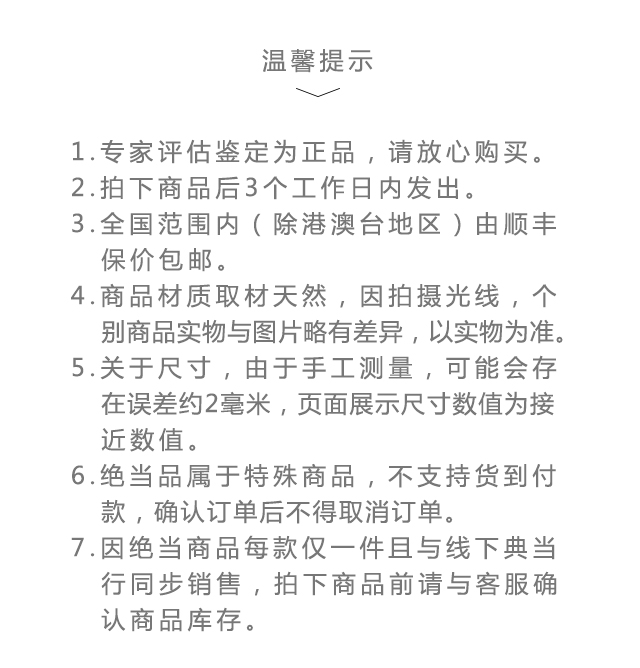 温馨提示
1.专家评估鉴定为正品，请放心购买。
2.拍下商品后3个工作日内发出。
3.全国范围内（除港澳台地区）由顺丰
保价包邮。
4.商品材质取材天然，因拍摄光线，个
别商品实物与图片略有差异，以实物为准。
5.关于尺寸，由于手工测量，可能会存
在误差约2毫米，页面展示尺寸数值为接
近数值。
6.绝当品属于特殊商品，不支持货到付
款，确认订单后不得取消订单。
7.因绝当商品每款仅一件且与线下典当
行同步销售，拍下商品前请与客服确
认商品库存。